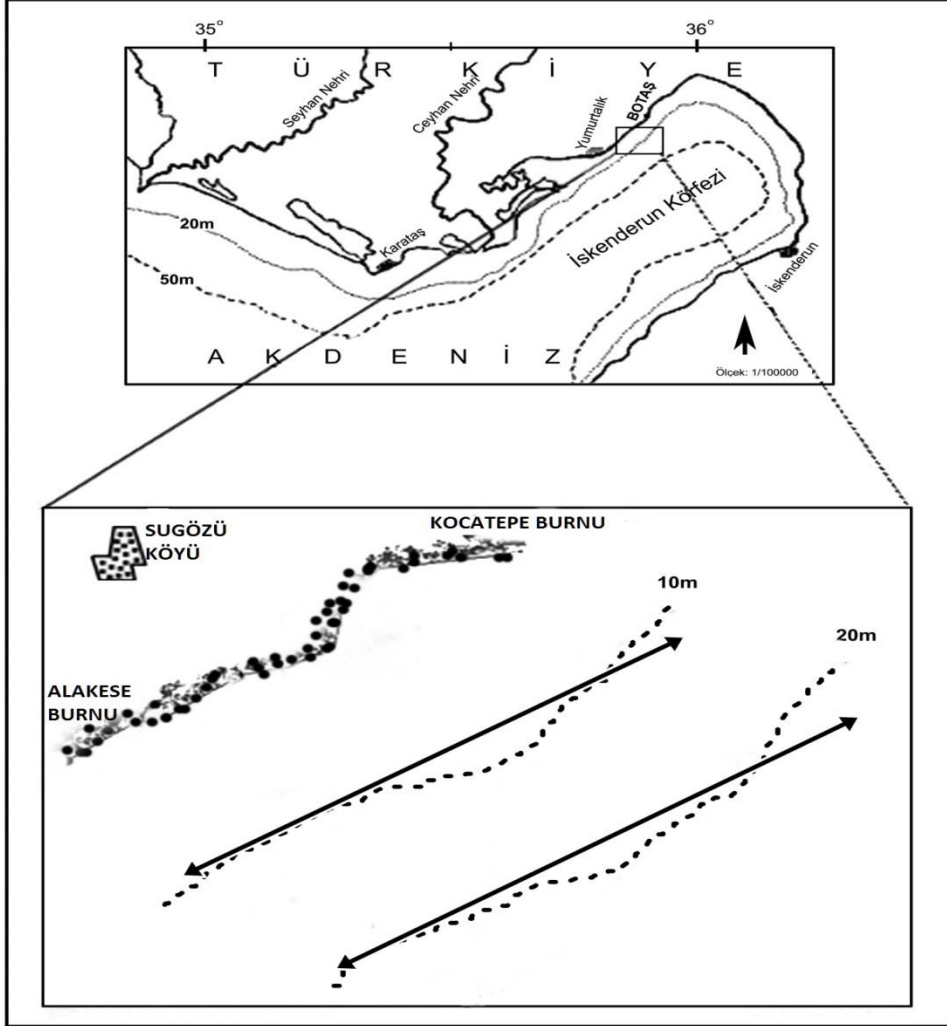 35°
36°
T Ü R K İ Y E
Seyhan Nehri
Ceyhan Nehri
Yumurtalık
BOTAŞ
İskenderun Körfezi
20m
Karataş
50m
İskenderun
A K D E N İ Z
Ölçek: 1/100000
SUGÖZÜ
KÖYÜ
KOCATEPE BURNU
10m
20m
ALAKESE
BURNU